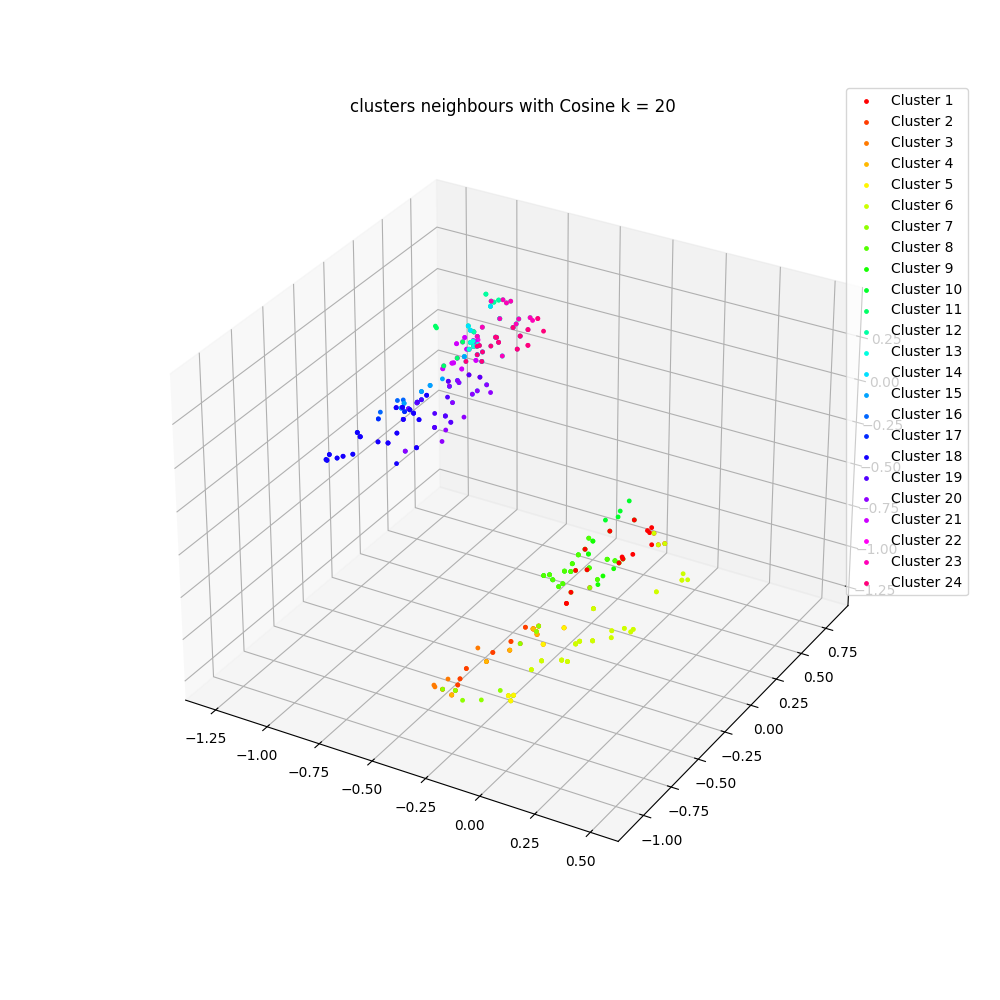 clusters neighbours with Cosine k = 20
Cluster 1
Cluster 2
Cluster 3
Cluster 4
Cluster 5
Cluster 6
Cluster 7
Cluster 8
Cluster 9
Cluster 10
Cluster 11
Cluster 12
Cluster 13
Cluster 14
Cluster 15
Cluster 16
Cluster 17
Cluster 18
Cluster 19
Cluster 20
Cluster 21
Cluster 22
Cluster 23
Cluster 24
0.25
0.00
−0.25
−0.50
−0.75
−1.00
−1.25
0.75
0.50
0.25
0.00
−0.25
−0.50
−0.75
−1.00
−1.25
−1.00
−0.75
−0.50
−0.25
0.00
0.25
0.50